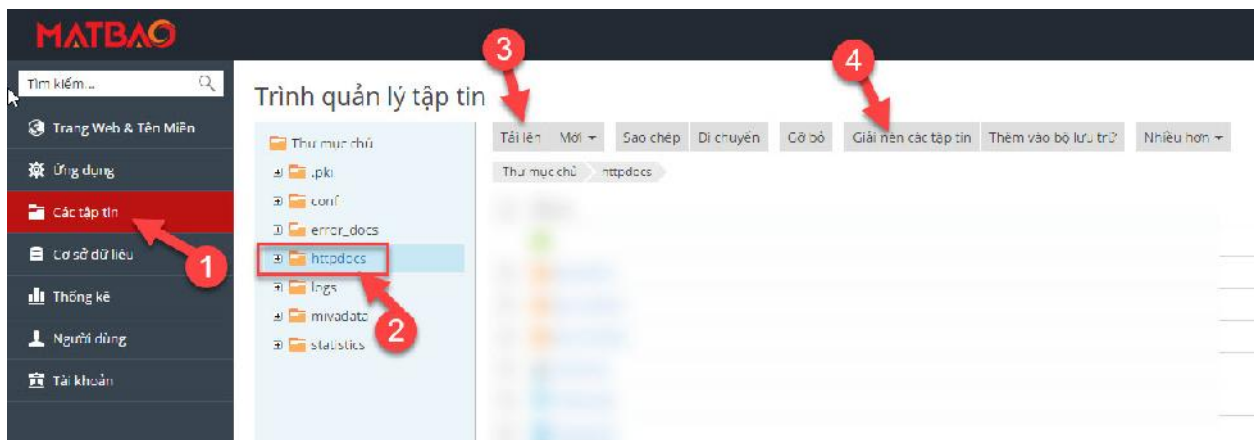 MATBAO
Tìm kiếm...
Trang Web & Tên Miền
Ứng dụng
Các tập tin
Cơ sở dữ liệu
Thống kê
Người dùng
Tài khoản
1
Trình quản lý tập tin
Thư mục chủ
.pki
conf
error_docs
httpdocs
logs
mivadata
statistics
2
3
4
Tải lên Mới Sao chép Di chuyển Gỡ bỏ Giải nén các tập tin Thêm vào bộ lưu trữ Nhiều hơn
Thư mục chủ httpdocs